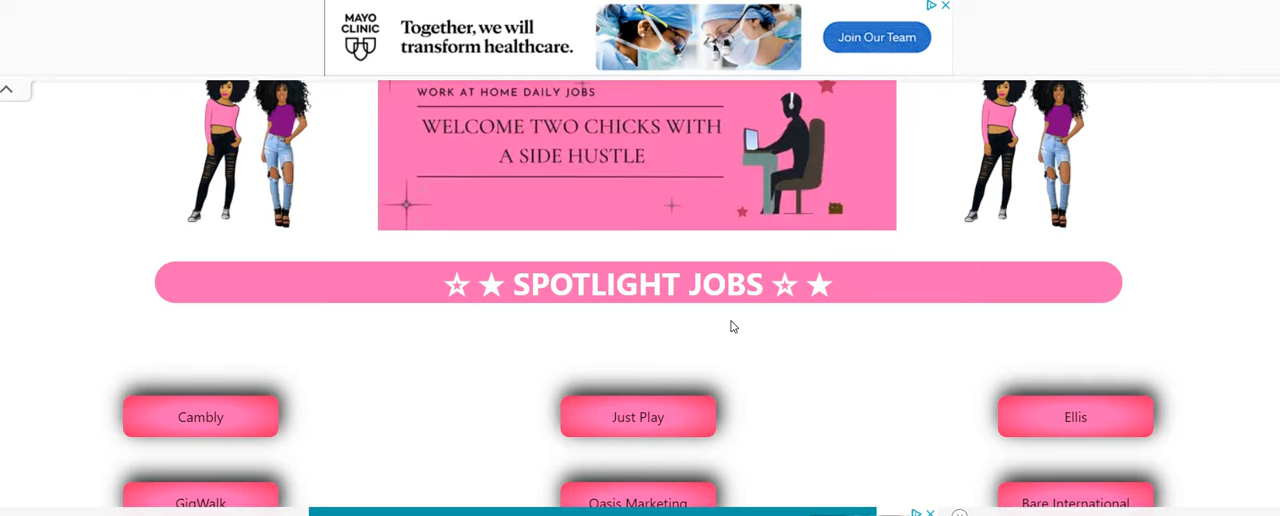 MAYO
CLINIC
Together, we will
transform healthcare.
Join Our Team
WORK AT HOME DAILY JOBS
WELCOME TWO CHICKS WITH
A SIDE HUSTLE
☆ ★ SPOTLIGHT JOBS ☆ ★
Cambly
Just Play
Ellis
GigWalk
Oasis Marketing
Bare International